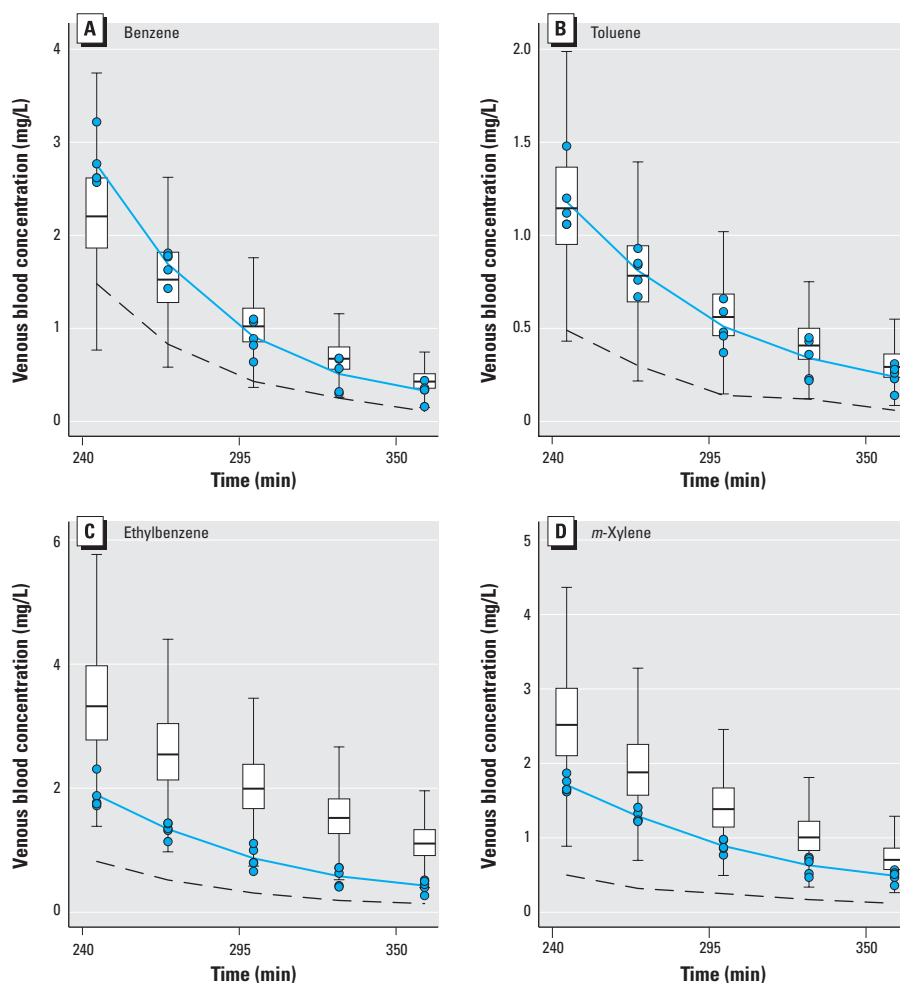 A Benzene
Venous blood concentration (mg/L)
4
3
2
1
0
240 295 350
Time (min)
B Toluene
Venous blood concentration (mg/L)
2.0
1.5
1.0
0.5
0
240 295 350
Time (min)
C Ethylbenzene
Venous blood concentration (mg/L)
6
4
2
0
240 295 350
Time (min)
D m-Xylene
Venous blood concentration (mg/L)
5
4
3
2
1
0
240 295 350
Time (min)